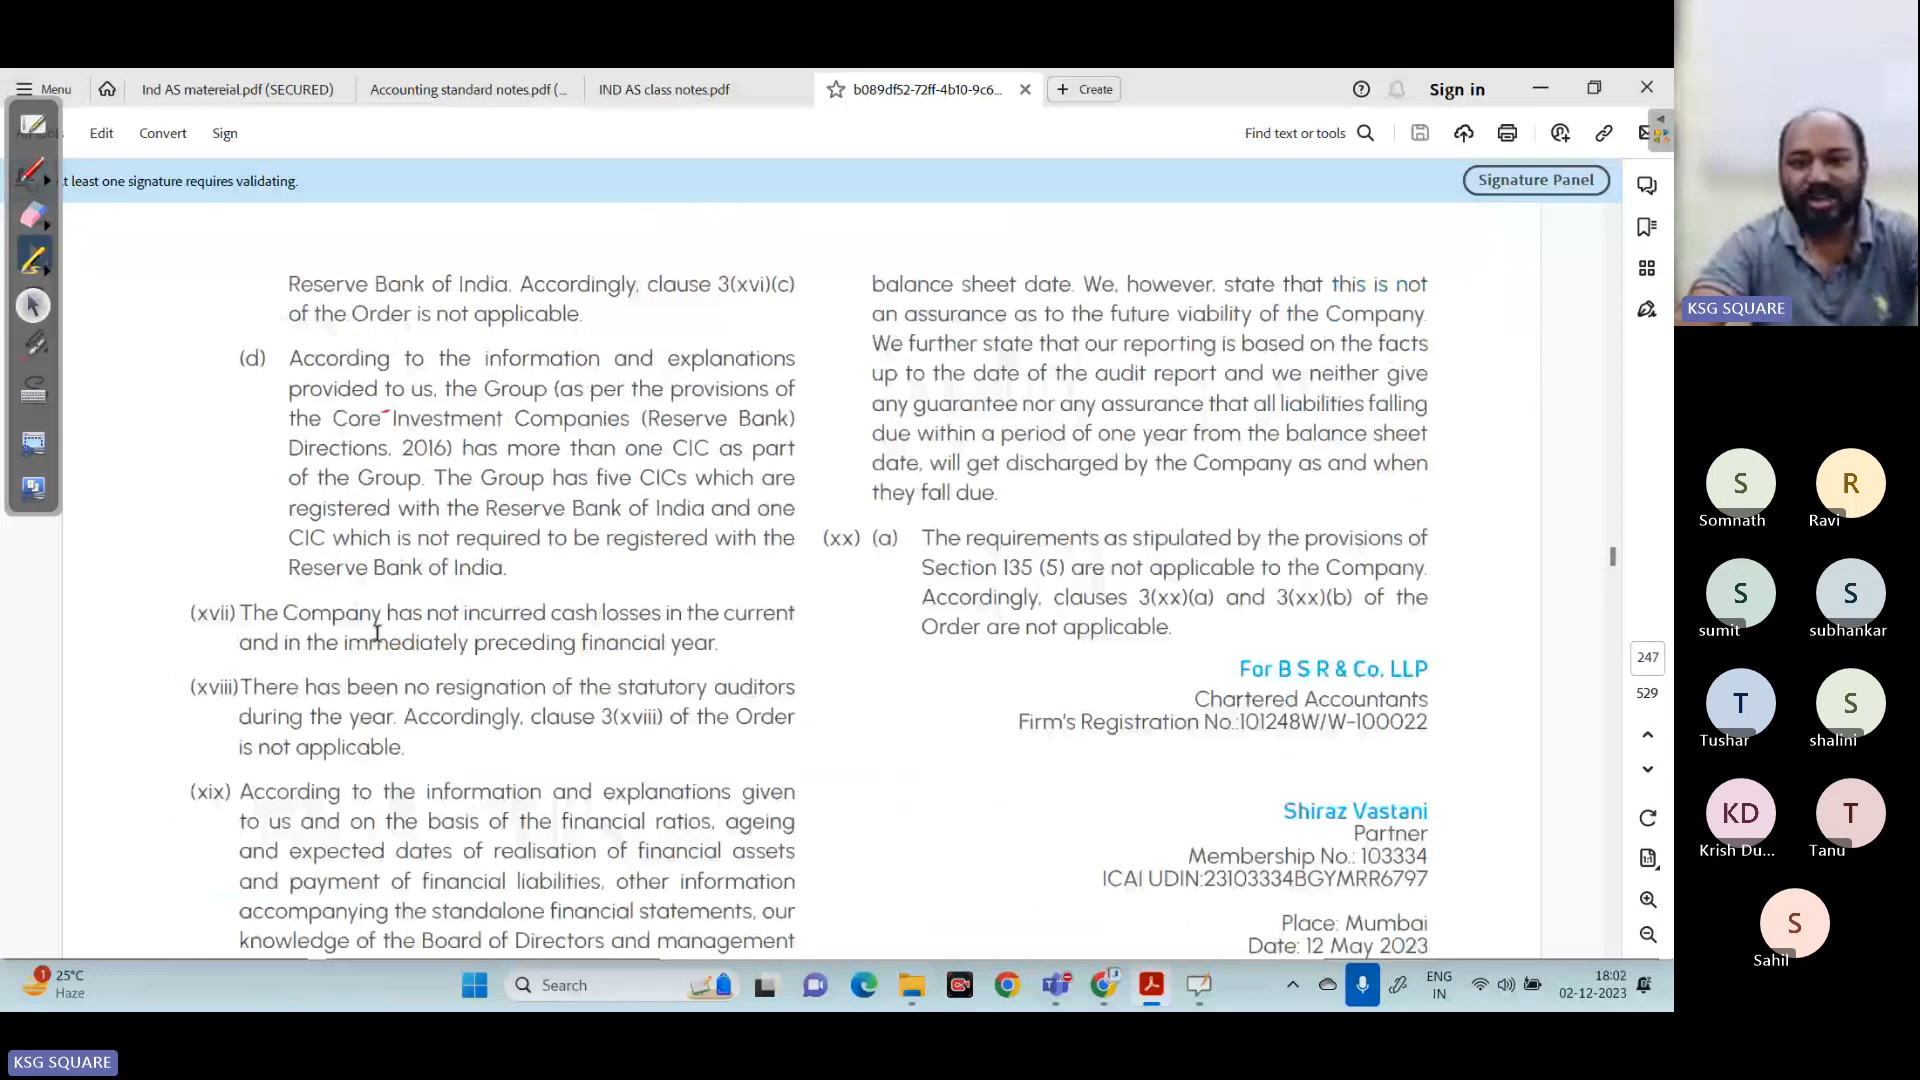 Menu
Ind AS matereial.pdf (SECURED)
Accounting standard notes.pdf (...
IND AS class notes.pdf
b089df52-72ff-4b10-9c6...
+ Create
Sign in
Edit
Convert
Sign
Find text or tools
t least one signature requires validating.
Signature Panel
Reserve Bank of India. Accordingly, clause 3(xvi)(c)
of the Order is not applicable.
(d) According to the information and explanations
provided to us, the Group (as per the provisions of
the Core Investment Companies (Reserve Bank)
Directions, 2016) has more than one CIC as part
of the Group. The Group has five CICs which are
registered with the Reserve Bank of India and one
CIC which is not required to be registered with the
Reserve Bank of India.
(xvii) The Company has not incurred cash losses in the current
and in the immediately preceding financial year.
(xviii)There has been no resignation of the statutory auditors
during the year. Accordingly, clause 3(xviii) of the Order
is not applicable.
(xix) According to the information and explanations given
to us and on the basis of the financial ratios, ageing
and expected dates of realisation of financial assets
and payment of financial liabilities, other information
accompanying the standalone financial statements, our
knowledge of the Board of Directors and management
balance sheet date. We, however, state that this is not
an assurance as to the future viability of the Company.
We further state that our reporting is based on the facts
up to the date of the audit report and we neither give
any guarantee nor any assurance that all liabilities falling
due within a period of one year from the balance sheet
date, will get discharged by the Company as and when
they fall due.
(xx) (a) The requirements as stipulated by the provisions of
Section 135 (5) are not applicable to the Company.
Accordingly, clauses 3(xx)(a) and 3(xx)(b) of the
Order are not applicable.
For B S R & Co. LLP
Chartered Accountants
Firm's Registration No.:101248W/W-100022
Shiraz Vastani
Partner
Membership No.: 103334
ICAI UDIN:23103334BGYMRR6797
Place: Mumbai
Date: 12 May 2023
247
529
1:1
KSG SQUARE
S
Somnath
R
Ravi
S
sumit
S
subhankar
T
Tushar
S
shalini
KD
Krish Du...
T
Tanu
S
Sahil
1
25°C
Haze
Search
ENG
IN
18:02
02-12-2023
KSG SQUARE